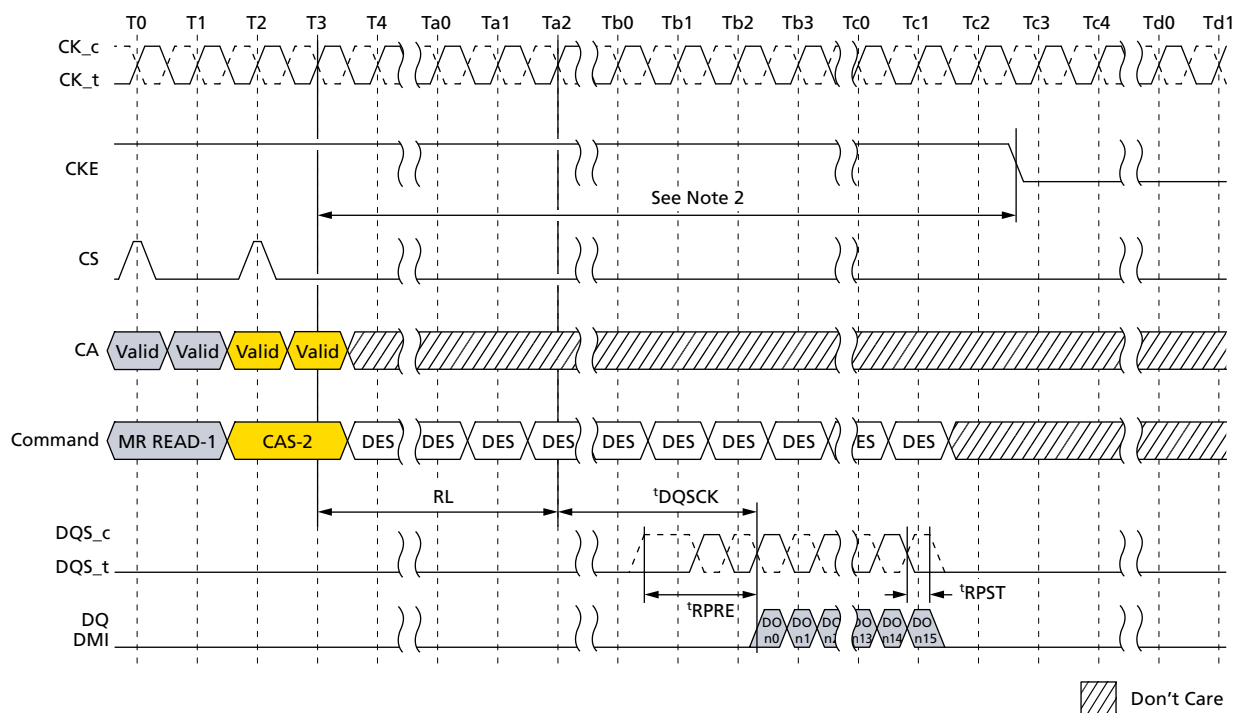 T0 T1 T2 T3 T4 Ta0 Ta1 Ta2 Tb0 Tb1 Tb2 Tb3 Tc0 Tc1 Tc2 Tc3 Tc4 Td0 Td1
CK_c
CK_t
CKE
See Note 2
CS
CA Valid Valid Valid Valid
Command MR READ-1 CAS-2 DES DES DES DES DES DES DES DES ES DES
RL tDQSCK
DQS_c
DQS_t
tRPRE tRPST
DQ DO DO DO DO DO DO
DMI n0 n1 n2 n13 n14 n15
Don't Care